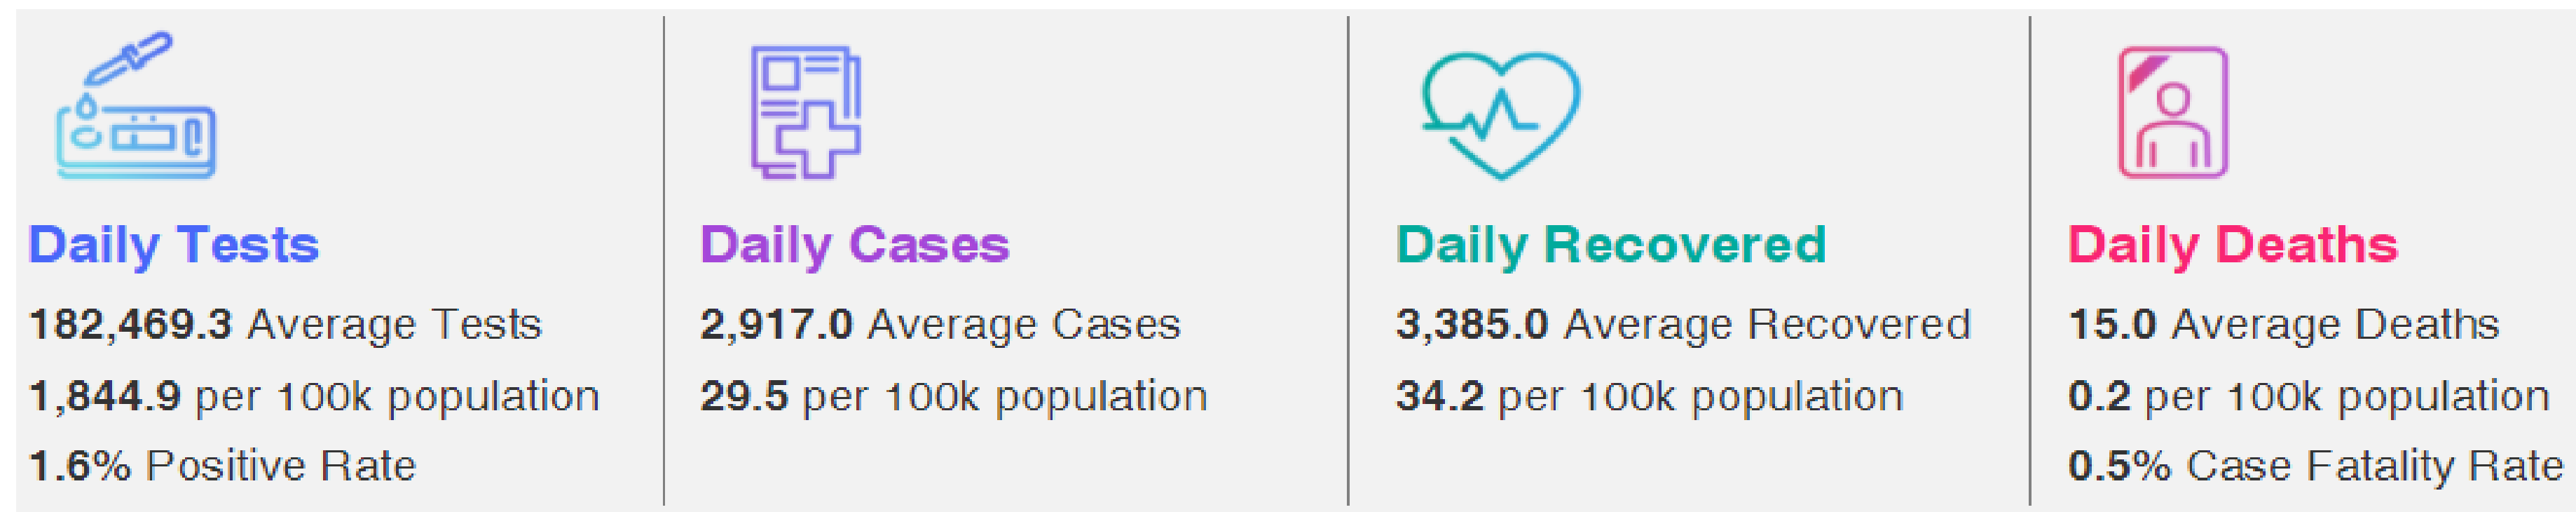 Daily Tests
182,469.3 Average Tests
1,844.9 per 100k population
1.6% Positive Rate
Daily Cases
2,917.0 Average Cases
29.5 per 100k population
Daily Recovered
3,385.0 Average Recovered
34.2 per 100k population
Daily Deaths
15.0 Average Deaths
0.2 per 100k population
0.5% Case Fatality Rate